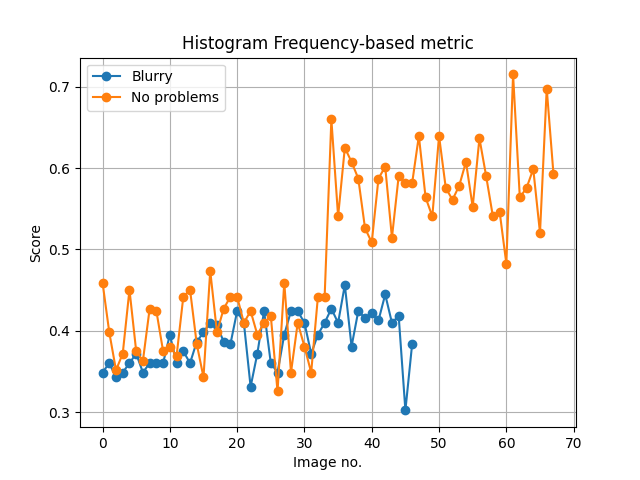 Histogram Frequency-based metric
Blurry
No problems
0.7
0.6
0.5
0.4
0.3
Score
0 10 20 30 40 50 60 70
Image no.